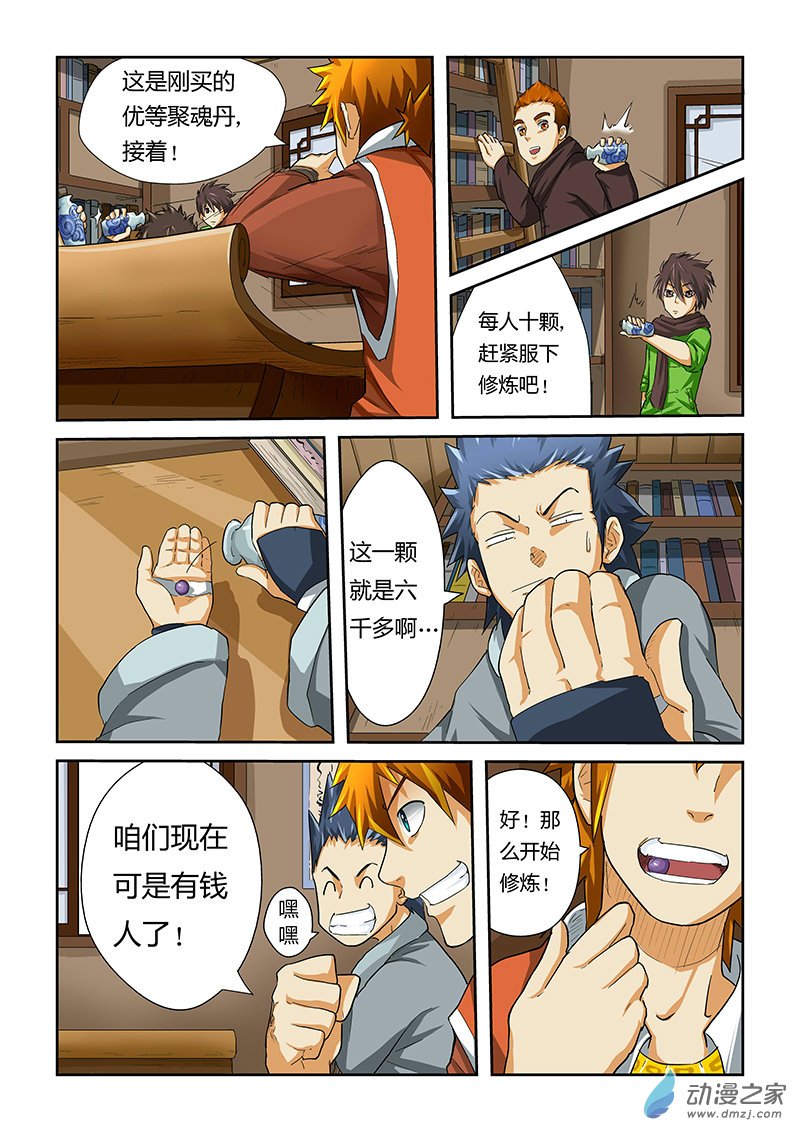 这是刚买的
优等聚魂丹,
接着！
每人十颗,
赶紧服下
修炼吧！
这一颗
就是六
千多啊…
咱们现在
可是有钱
人了！
嘿
嘿
好！那
么开始
修炼！
动漫之家
www.dmzj.com